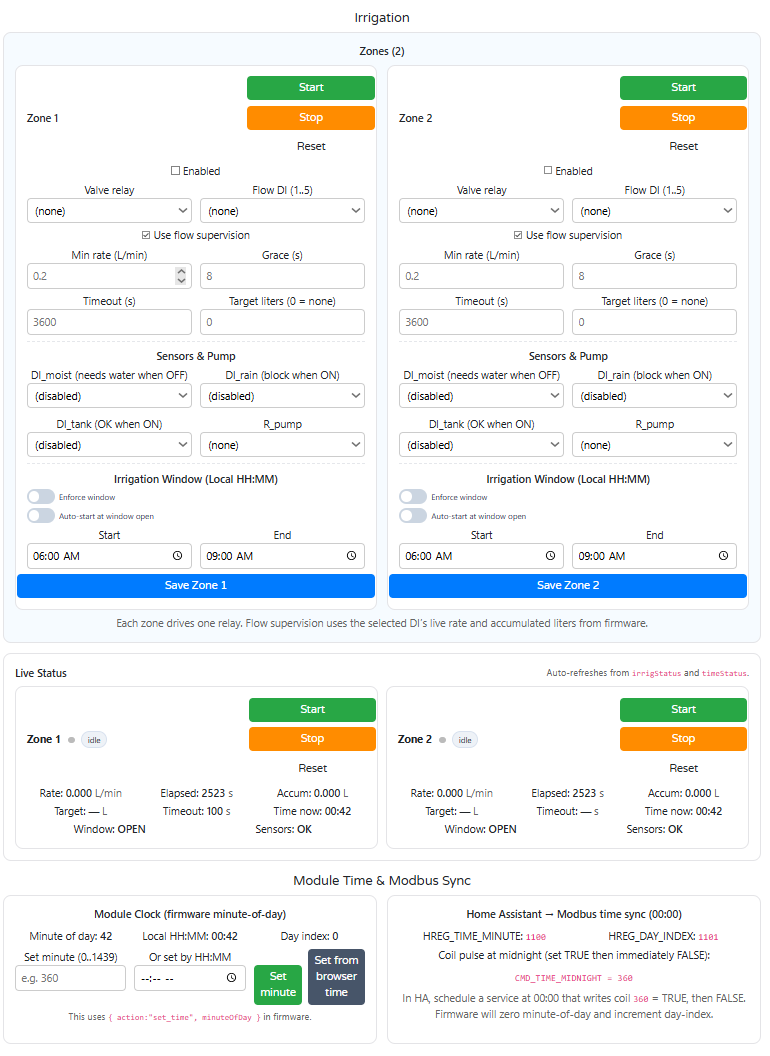 Irrigation
Zones (2)
Zone 1
Start
Stop
Reset
Enabled
Valve relay
Flow DI (1..5)
(none)
(none)
Use flow supervision
Min rate (L/min)
Grace (s)
0.2
8
Timeout (s)
Target liters (0 = none)
3600
0
Sensors & Pump
DI_moist (needs water when OFF)
DI_rain (block when ON)
(disabled)
(disabled)
DI_tank (OK when ON)
R_pump
(disabled)
(none)
Irrigation Window (Local HH:MM)
Enforce window
Auto-start at window open
Start
End
06:00 AM
09:00 AM
Save Zone 1
Zone 2
Start
Stop
Reset
Enabled
Valve relay
Flow DI (1..5)
(none)
(none)
Use flow supervision
Min rate (L/min)
Grace (s)
0.2
8
Timeout (s)
Target liters (0 = none)
3600
0
Sensors & Pump
DI_moist (needs water when OFF)
DI_rain (block when ON)
(disabled)
(disabled)
DI_tank (OK when ON)
R_pump
(disabled)
(none)
Irrigation Window (Local HH:MM)
Enforce window
Auto-start at window open
Start
End
06:00 AM
09:00 AM
Save Zone 2
Each zone drives one relay. Flow supervision uses the selected DI's live rate and accumulated liters from firmware.
Live Status
Auto-refreshes from irrigStatus and timeStatus.
Zone 1
idle
Start
Stop
Reset
Rate: 0.000 L/min
Elapsed: 2523 s
Accum: 0.000 L
Target: — L
Timeout: 100 s
Time now: 00:42
Window: OPEN
Sensors: OK
Zone 2
idle
Start
Stop
Reset
Rate: 0.000 L/min
Elapsed: 2523 s
Accum: 0.000 L
Target: — L
Timeout: — s
Time now: 00:42
Window: OPEN
Sensors: OK
Module Time & Modbus Sync
Module Clock (firmware minute-of-day)
Minute of day: 42
Local HH:MM: 00:42
Day index: 0
Set minute (0..1439)
Or set by HH:MM
e.g. 360
--:-- --
Set
minute
Set from
browser
time
This uses { action:"set_time", minuteOfDay } in firmware.
Home Assistant → Modbus time sync (00:00)
HREG_TIME_MINUTE: 1100
HREG_DAY_INDEX: 1101
Coil pulse at midnight (set TRUE then immediately FALSE):
CMD_TIME_MIDNIGHT = 360
In HA, schedule a service at 00:00 that writes coil 360 = TRUE, then FALSE.
Firmware will zero minute-of-day and increment day-index.